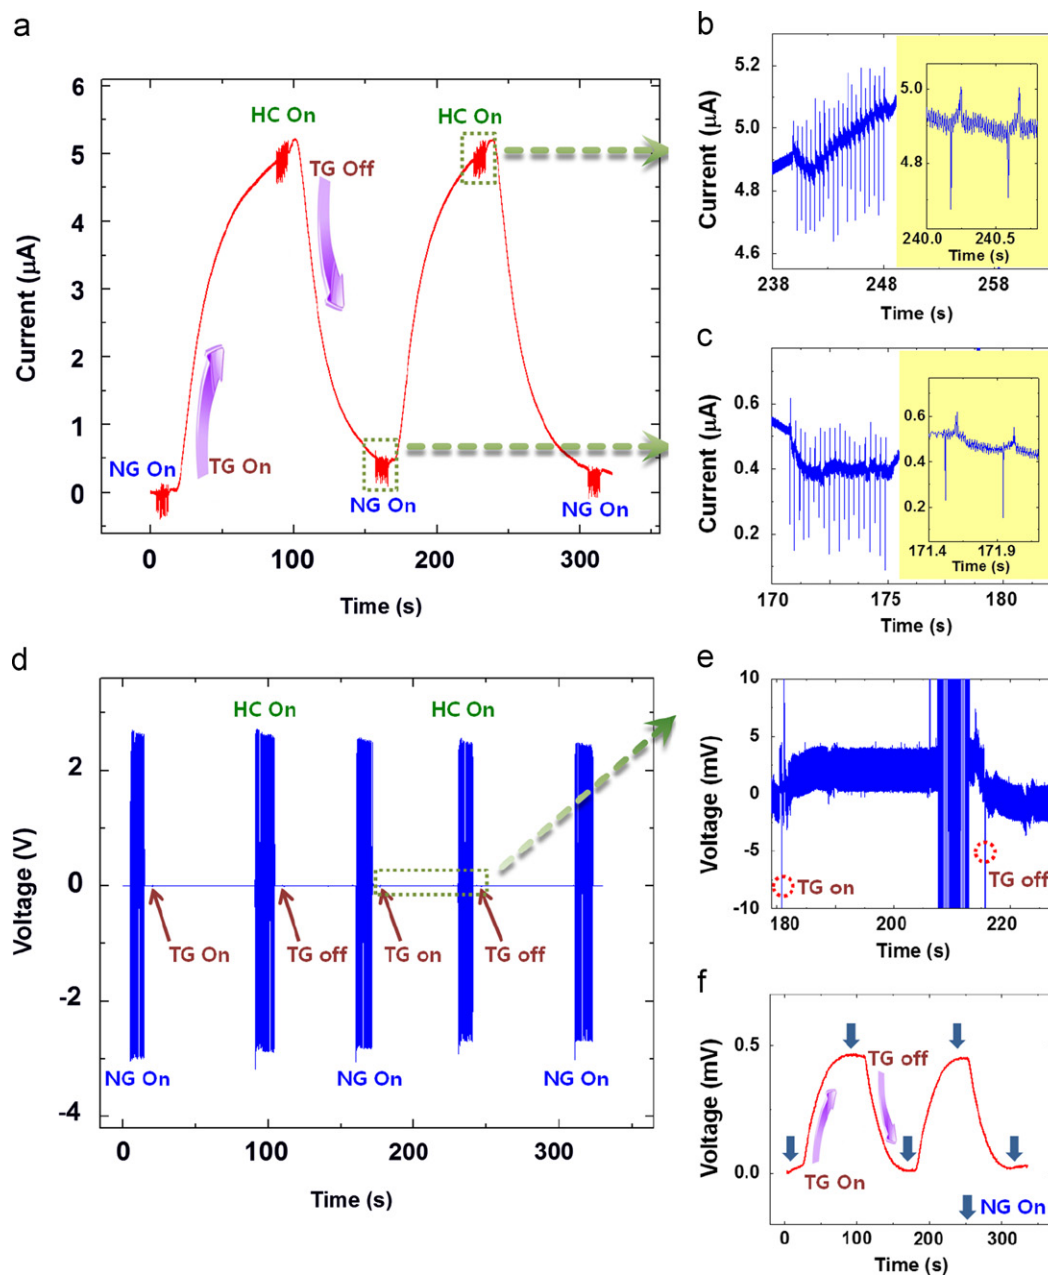 a
6
5
4
3
2
1
0
Current (μA)
HC On
HC On
TG Off
NG On
TG On
NG On
NG On
0
100
200
300
Time (s)
b
5.2
5.0
4.8
4.6
Current (μA)
5.0
4.8
240.0
240.5
Time (s)
238
248
258
Time (s)
c
0.6
0.4
0.2
Current (μA)
0.6
0.4
0.2
0.0
171.4
171.9
Time (s)
170
175
180
Time (s)
d
2
0
-2
-4
Voltage (V)
HC On
HC On
TG On
TG off
TG on
TG off
NG On
NG On
NG On
0
100
200
300
Time (s)
e
10
5
0
-5
-10
Voltage (mV)
TG on
TG off
180
200
220
Time (s)
f
0.5
0.0
Voltage (mV)
TG off
TG On
NG On
0
100
200
300
Time (s)